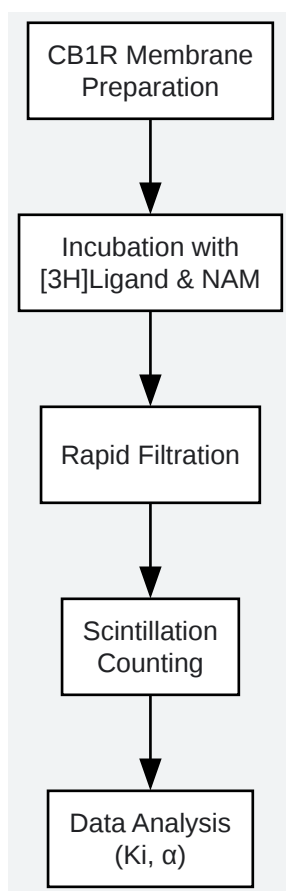 CB1R Membrane
Preparation
Incubation with
[3H]Ligand & NAM
Rapid Filtration
Scintillation
Counting
Data Analysis
(Ki, α)